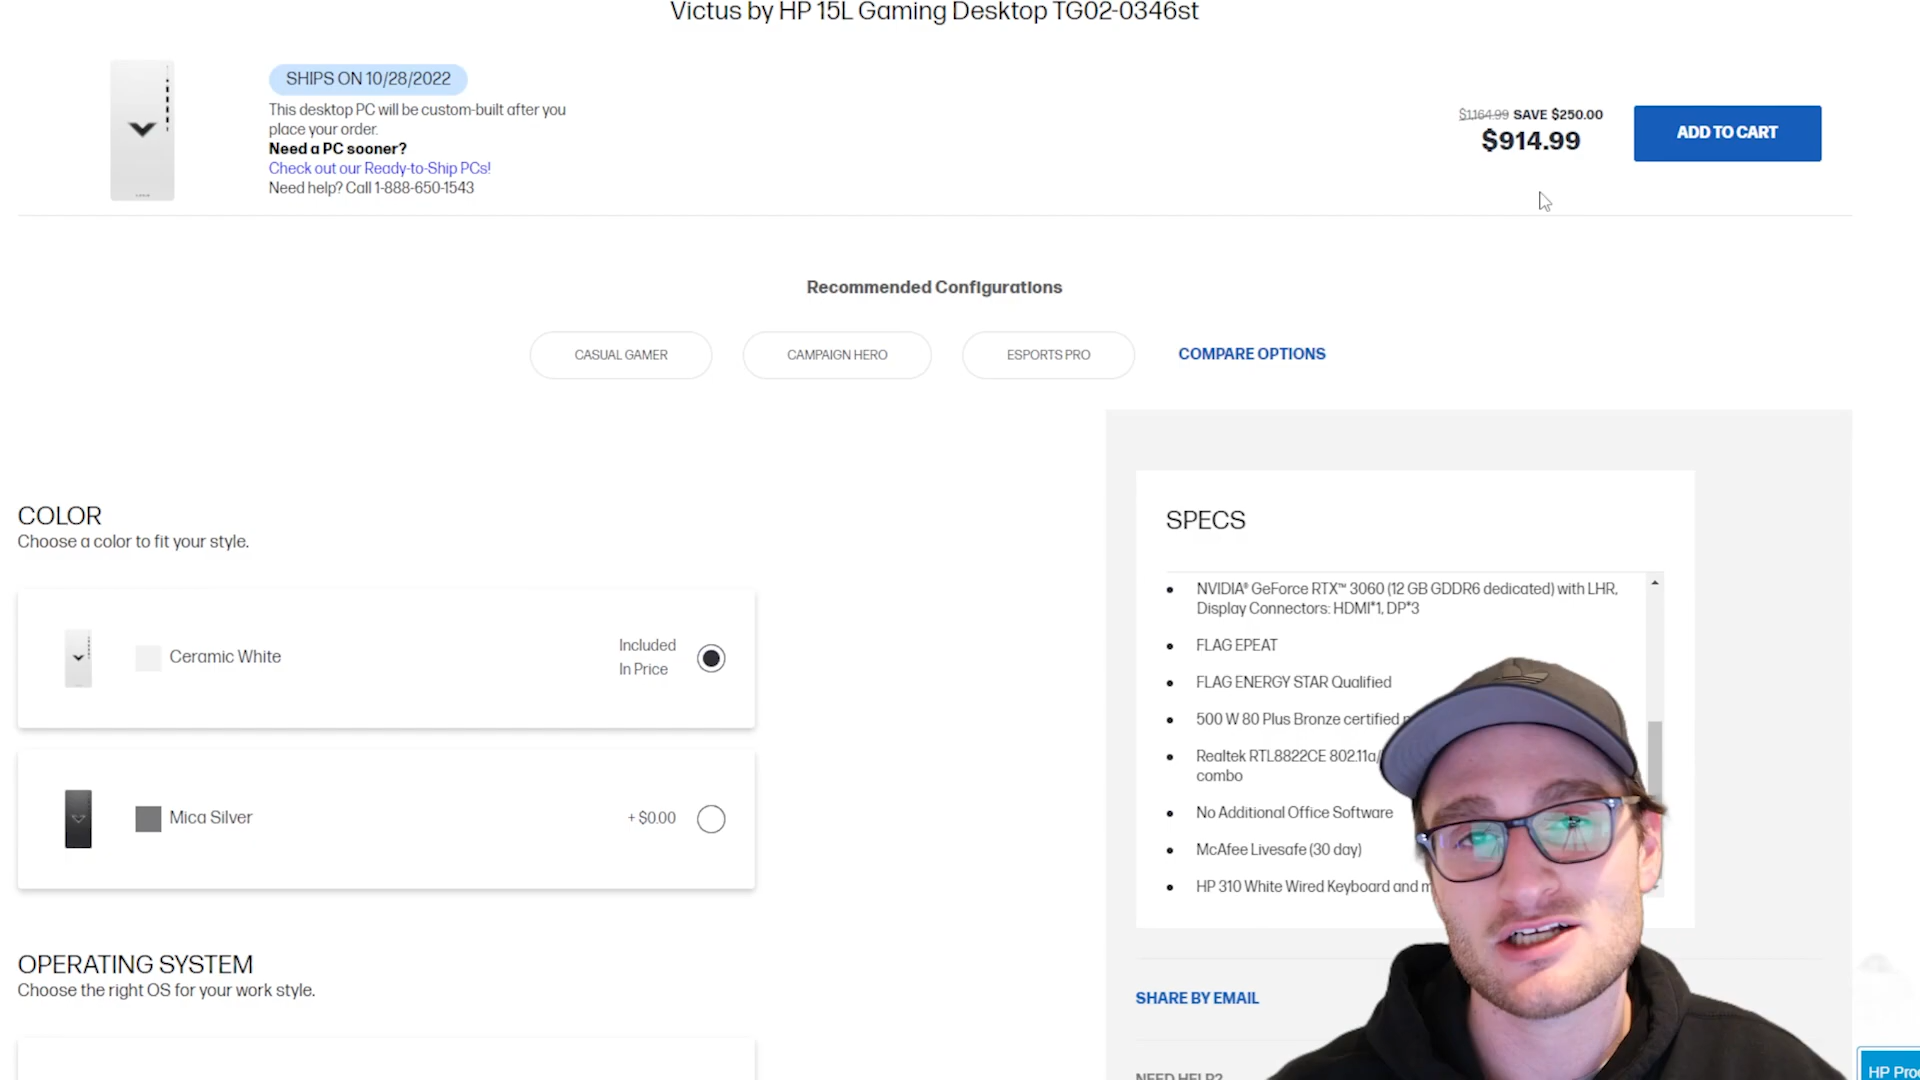 Victus by HP 15L Gaming Desktop TG02-0346st
SHIPS ON 10/28/2022
This desktop PC will be custom-built after you
place your order.
Need a PC sooner?
Check out our Ready-to-Ship PCs!
Need help? Call 1-888-650-1543
$1,164.99 SAVE $250.00
$914.99
ADD TO CART
Recommended Configurations
CASUAL GAMER
CAMPAIGN HERO
ESPORTS PRO
COMPARE OPTIONS
COLOR
Choose a color to fit your style.
Ceramic White
Included
In Price
Mica Silver
+ $0.00
OPERATING SYSTEM
Choose the right OS for your work style.
SPECS
NVIDIA® GeForce RTX™ 3060 (12 GB GDDR6 dedicated) with LHR,
Display Connectors: HDMI*1, DP*3
FLAG EPEAT
FLAG ENERGY STAR Qualified
500 W 80 Plus Bronze certified
Realtek RTL8822CE 802.11a/
combo
No Additional Office Software
McAfee Livesafe (30 day)
HP 310 White Wired Keyboard and
SHARE BY EMAIL
NEED HELP?
HP